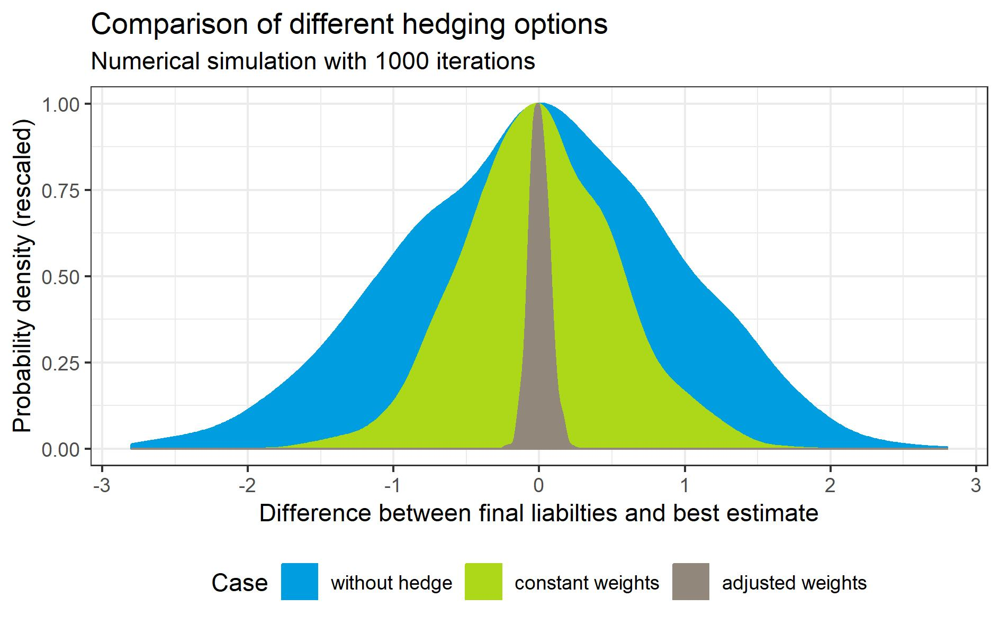 Comparison of different hedging options
Numerical simulation with 1000 iterations
Probability density (rescaled)
1.00
0.75
0.50
0.25
0.00
-3 -2 -1 0 1 2 3
Difference between final liabilties and best estimate
Case without hedge constant weights adjusted weights